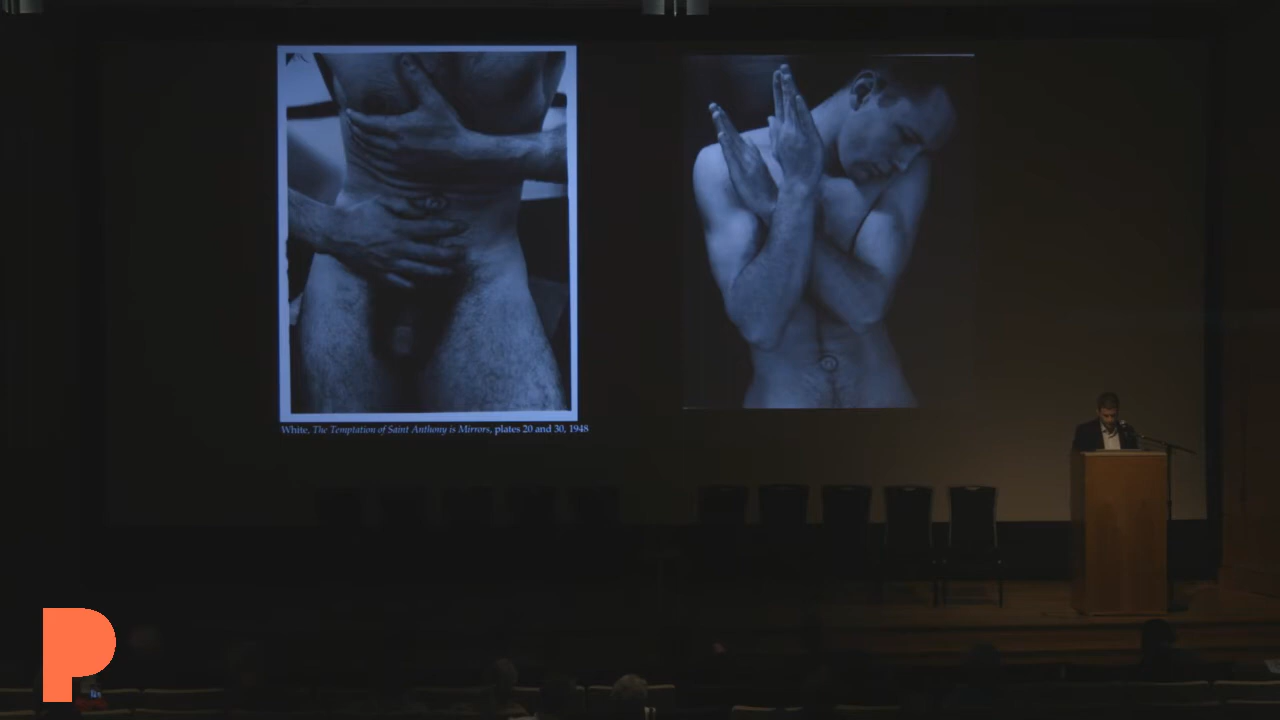 White, The Temptation of Saint Anthony is Mirrors, plates 20 and 30, 1948
P